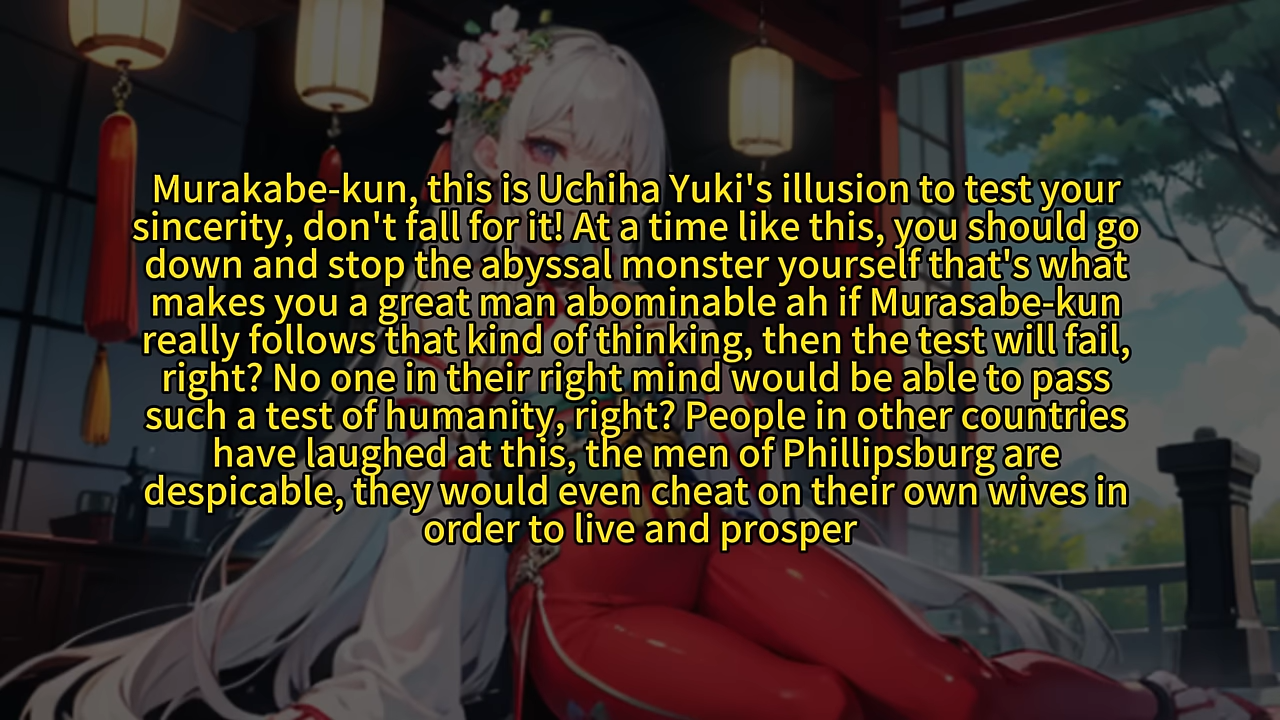 Murakabe-kun, this is Uchiha Yuki's illusion to test your
sincerity, don't fall for it! At a time like this, you should go
down and stop the abyssal monster yourself that's what
makes you a great man abominable ah if Murasabe-kun
really follows that kind of thinking, then the test will fail,
right? No one in their right mind would be able to pass
such a test of humanity, right? People in other countries
have laughed at this, the men of Phillipsburg are
despicable, they would even cheat on their own wives in
order to live and prosper